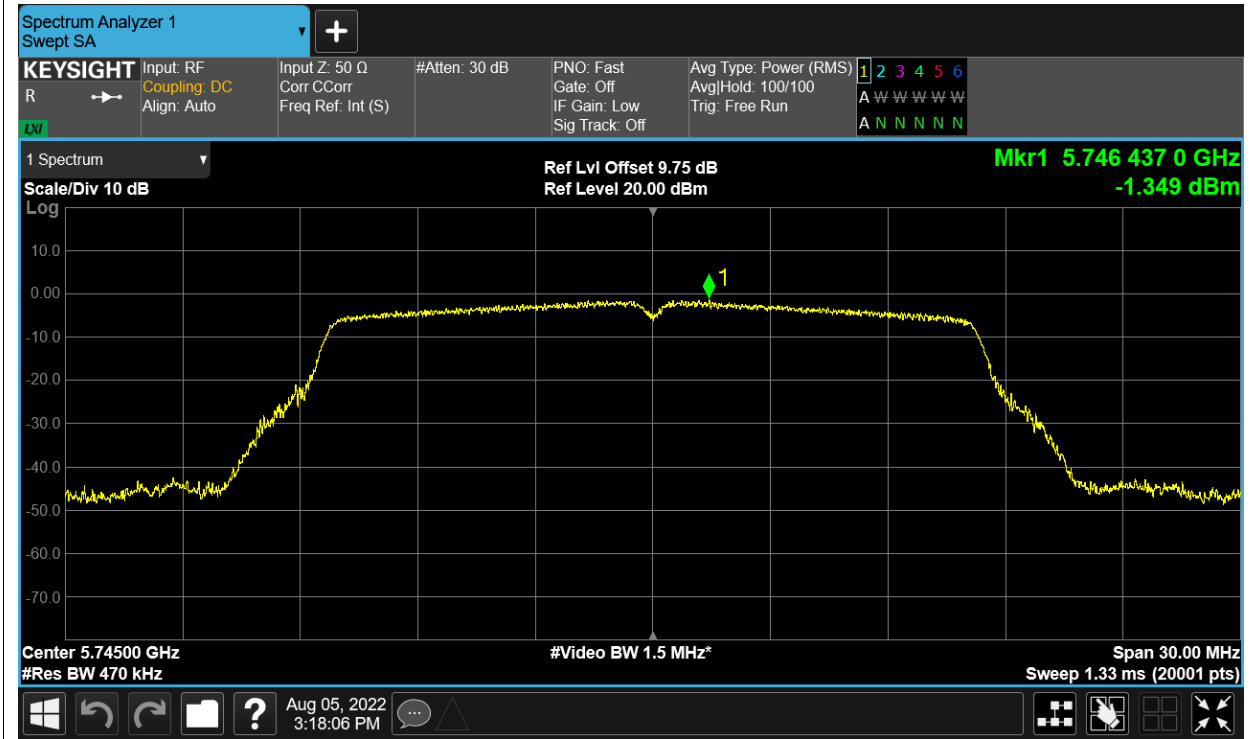 Spectrum Analyzer 1
Swept SA
▼
+
KEYSIGHT
R
LXI
Input: RF
Coupling: DC
Align: Auto
Input Z: 50 Ω
Corr CCorr
Freq Ref: Int (S)
#Atten: 30 dB
PNO: Fast
Gate: Off
IF Gain: Low
Sig Track: Off
Avg Type: Power (RMS)
Avg|Hold: 100/100
Trig: Free Run
1 2 3 4 5 6
A W W W W W
A N N N N N
1 Spectrum ▼
Scale/Div 10 dB
Log
Ref Lvl Offset 9.75 dB
Ref Level 20.00 dBm
Mkr1 5.746 437 0 GHz
-1.349 dBm
1
10.0
0.00
-10.0
-20.0
-30.0
-40.0
-50.0
-60.0
-70.0
Center 5.74500 GHz
#Res BW 470 kHz
#Video BW 1.5 MHz*
Span 30.00 MHz
Sweep 1.33 ms (20001 pts)
?
Aug 05, 2022
3:18:06 PM